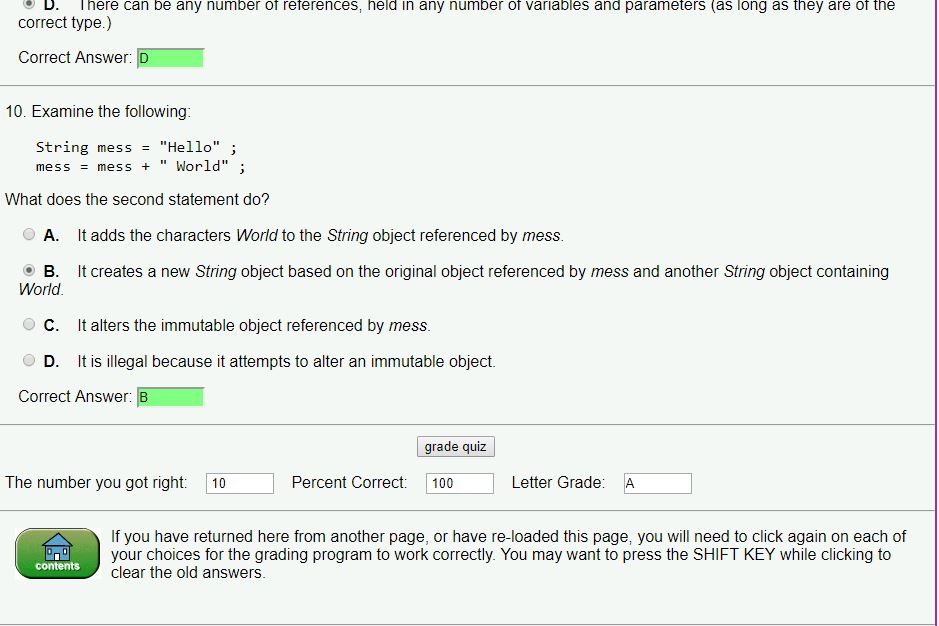 D. There can be any number of references, held in any number of variables and parameters (as long as they are of the
correct type.)
Correct Answer: D
10. Examine the following:
String mess = "Hello" ;
mess = mess + " World" ;
What does the second statement do?
A. It adds the characters World to the String object referenced by mess.
B. It creates a new String object based on the original object referenced by mess and another String object containing
World.
C. It alters the immutable object referenced by mess.
D. It is illegal because it attempts to alter an immutable object.
Correct Answer: B
grade quiz
The number you got right: 10 Percent Correct: 100 Letter Grade: A
If you have returned here from another page, or have re-loaded this page, you will need to click again on each of
your choices for the grading program to work correctly. You may want to press the SHIFT KEY while clicking to
clear the old answers.
contents